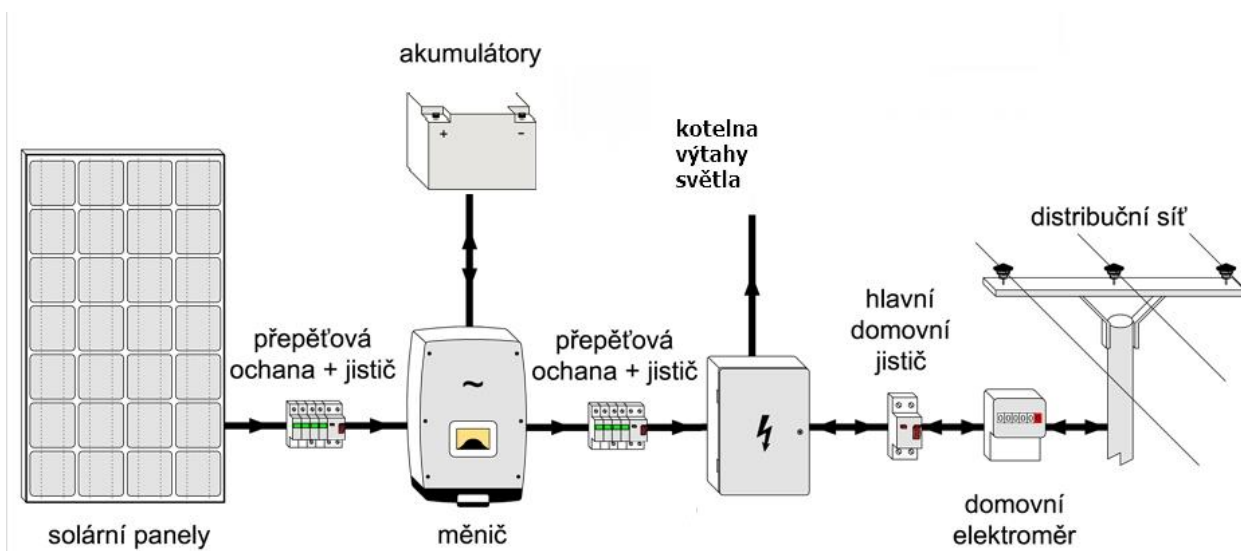 akumulátory
kotelna
výtahy
světla
distribuční síť
hlavní
domovní
jistič
přepěťová
ochana + jistič
přepěťová
ochana + jistič
+
−
~
000000
solární panely
měnič
domovní
elektroměr